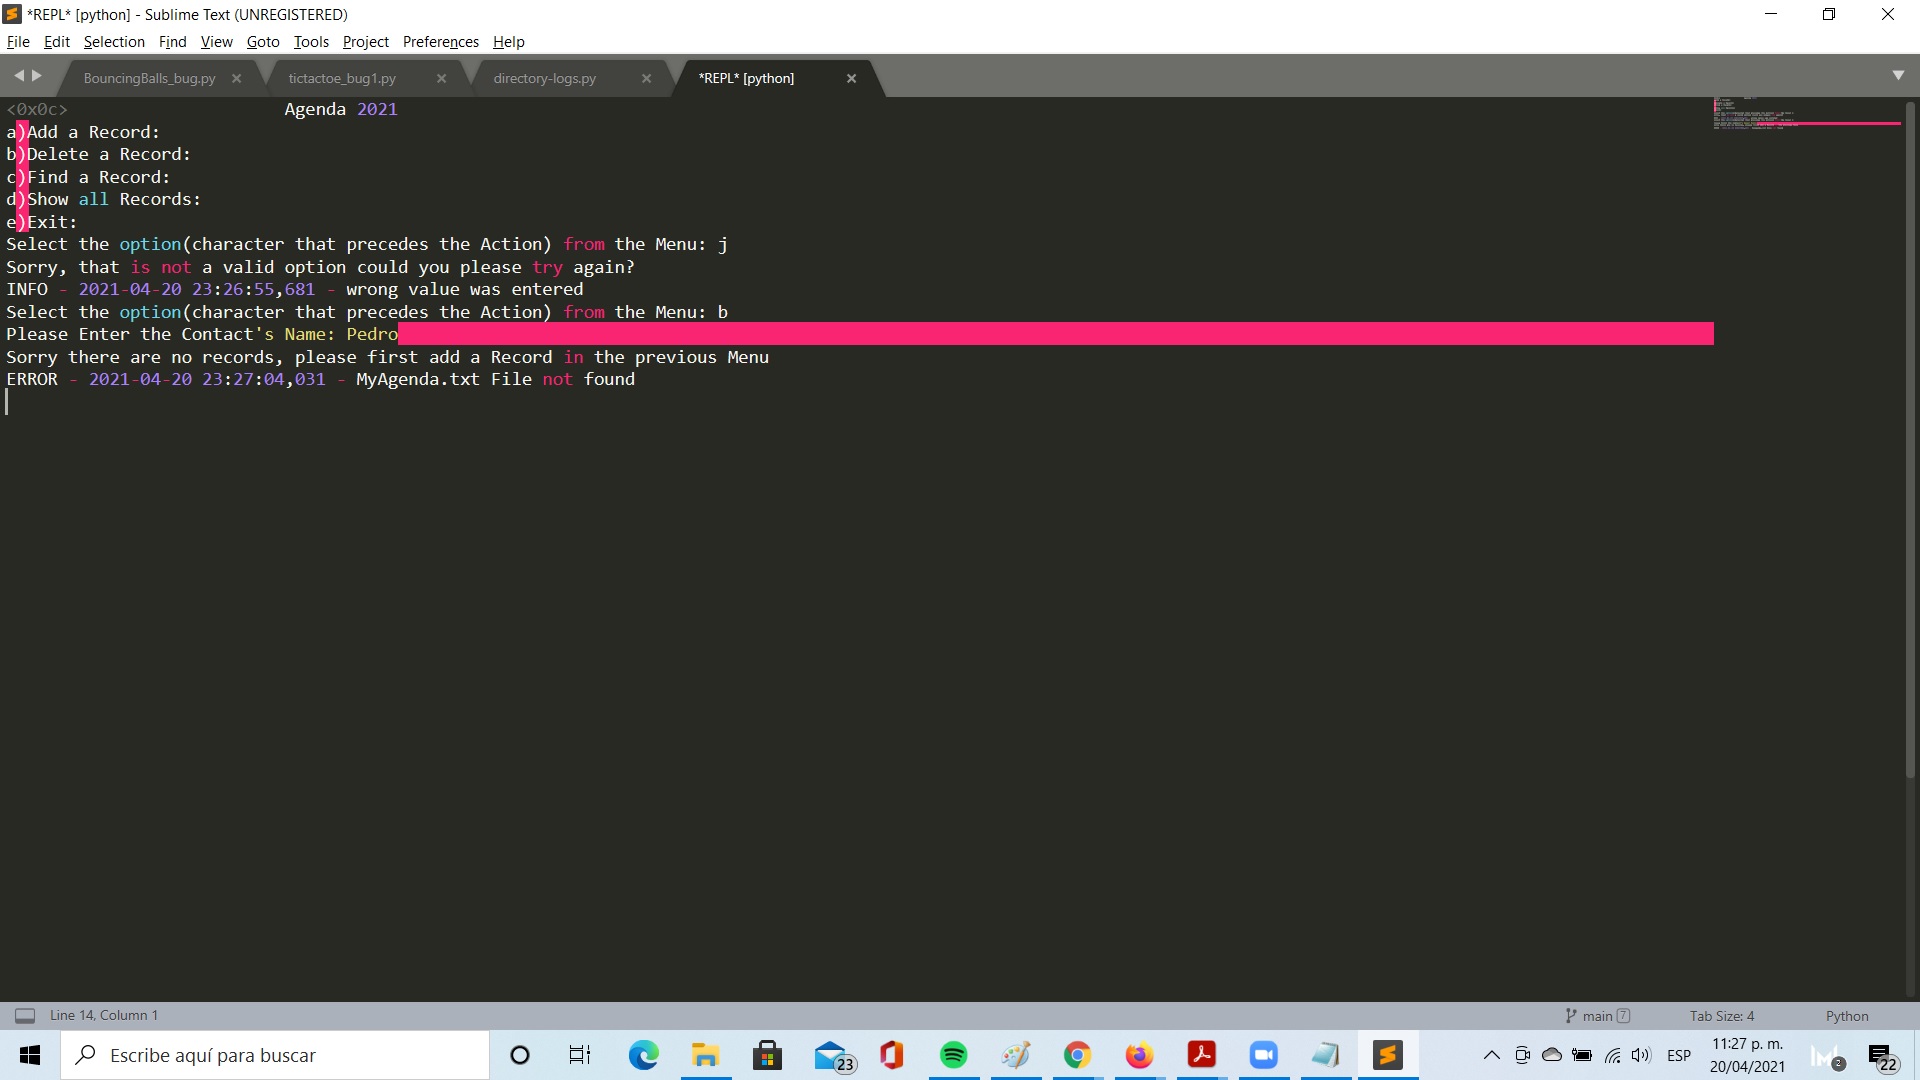 *REPL* [python] - Sublime Text (UNREGISTERED)
File Edit Selection Find View Goto Tools Project Preferences Help
BouncingBalls_bug.py tictactoe_bug1.py directory-logs.py *REPL* [python]
<0x0c> Agenda 2021
a)Add a Record:
b)Delete a Record:
c)Find a Record:
d)Show all Records:
e)Exit:
Select the option(character that precedes the Action) from the Menu: j
Sorry, that is not a valid option could you please try again?
INFO - 2021-04-20 23:26:55,681 - wrong value was entered
Select the option(character that precedes the Action) from the Menu: b
Please Enter the Contact's Name: Pedro
Sorry there are no records, please first add a Record in the previous Menu
ERROR - 2021-04-20 23:27:04,031 - MyAgenda.txt File not found
Line 14, Column 1 main 7 Tab Size: 4 Python
Escribe aquí para buscar 23 ESP 11:27 p. m. 2 22
20/04/2021